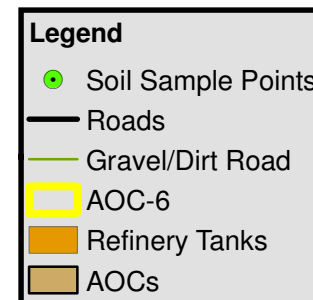 Legend
Soil Sample Points
Roads
Gravel/Dirt Road
AOC-6
Refinery Tanks
AOCs